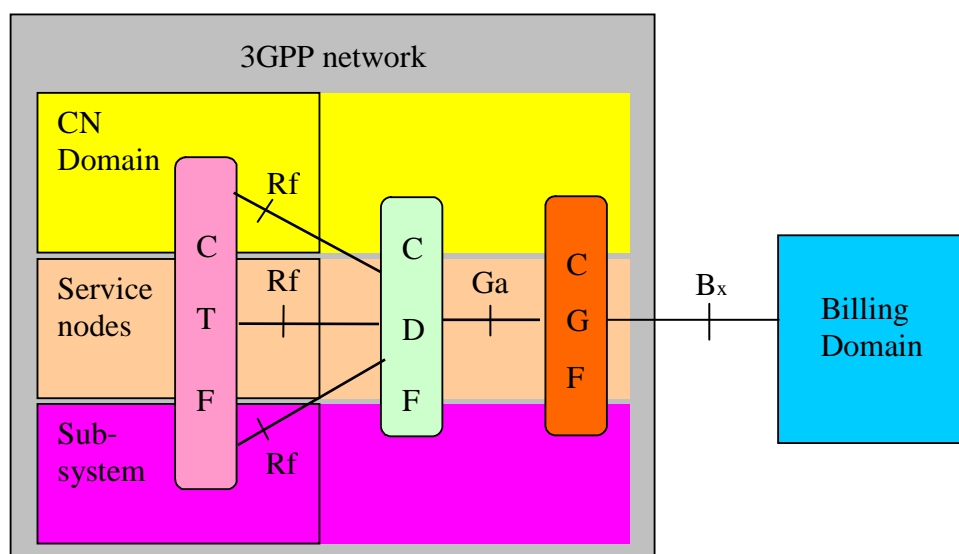 3GPP network
CN
Domain
Rf
C
T
F
Service
nodes
Rf
Sub-
system
Rf
C
D
F
Ga
C
G
F
Bx
Billing
Domain